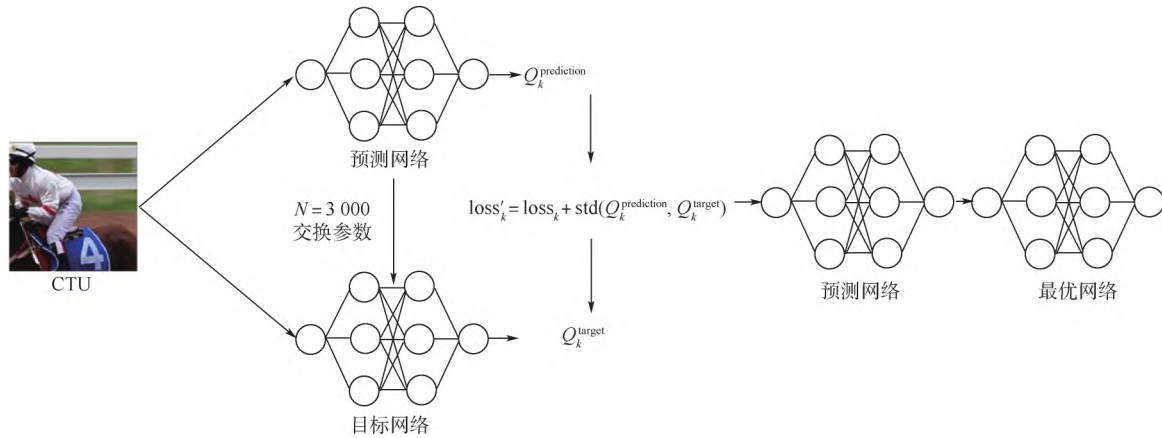 Q_k^prediction
预测网络
N = 3 000
交换参数
loss'_k = loss_k + std(Q_k^prediction, Q_k^target)
4
CTU
预测网络
最优网络
Q_k^target
目标网络